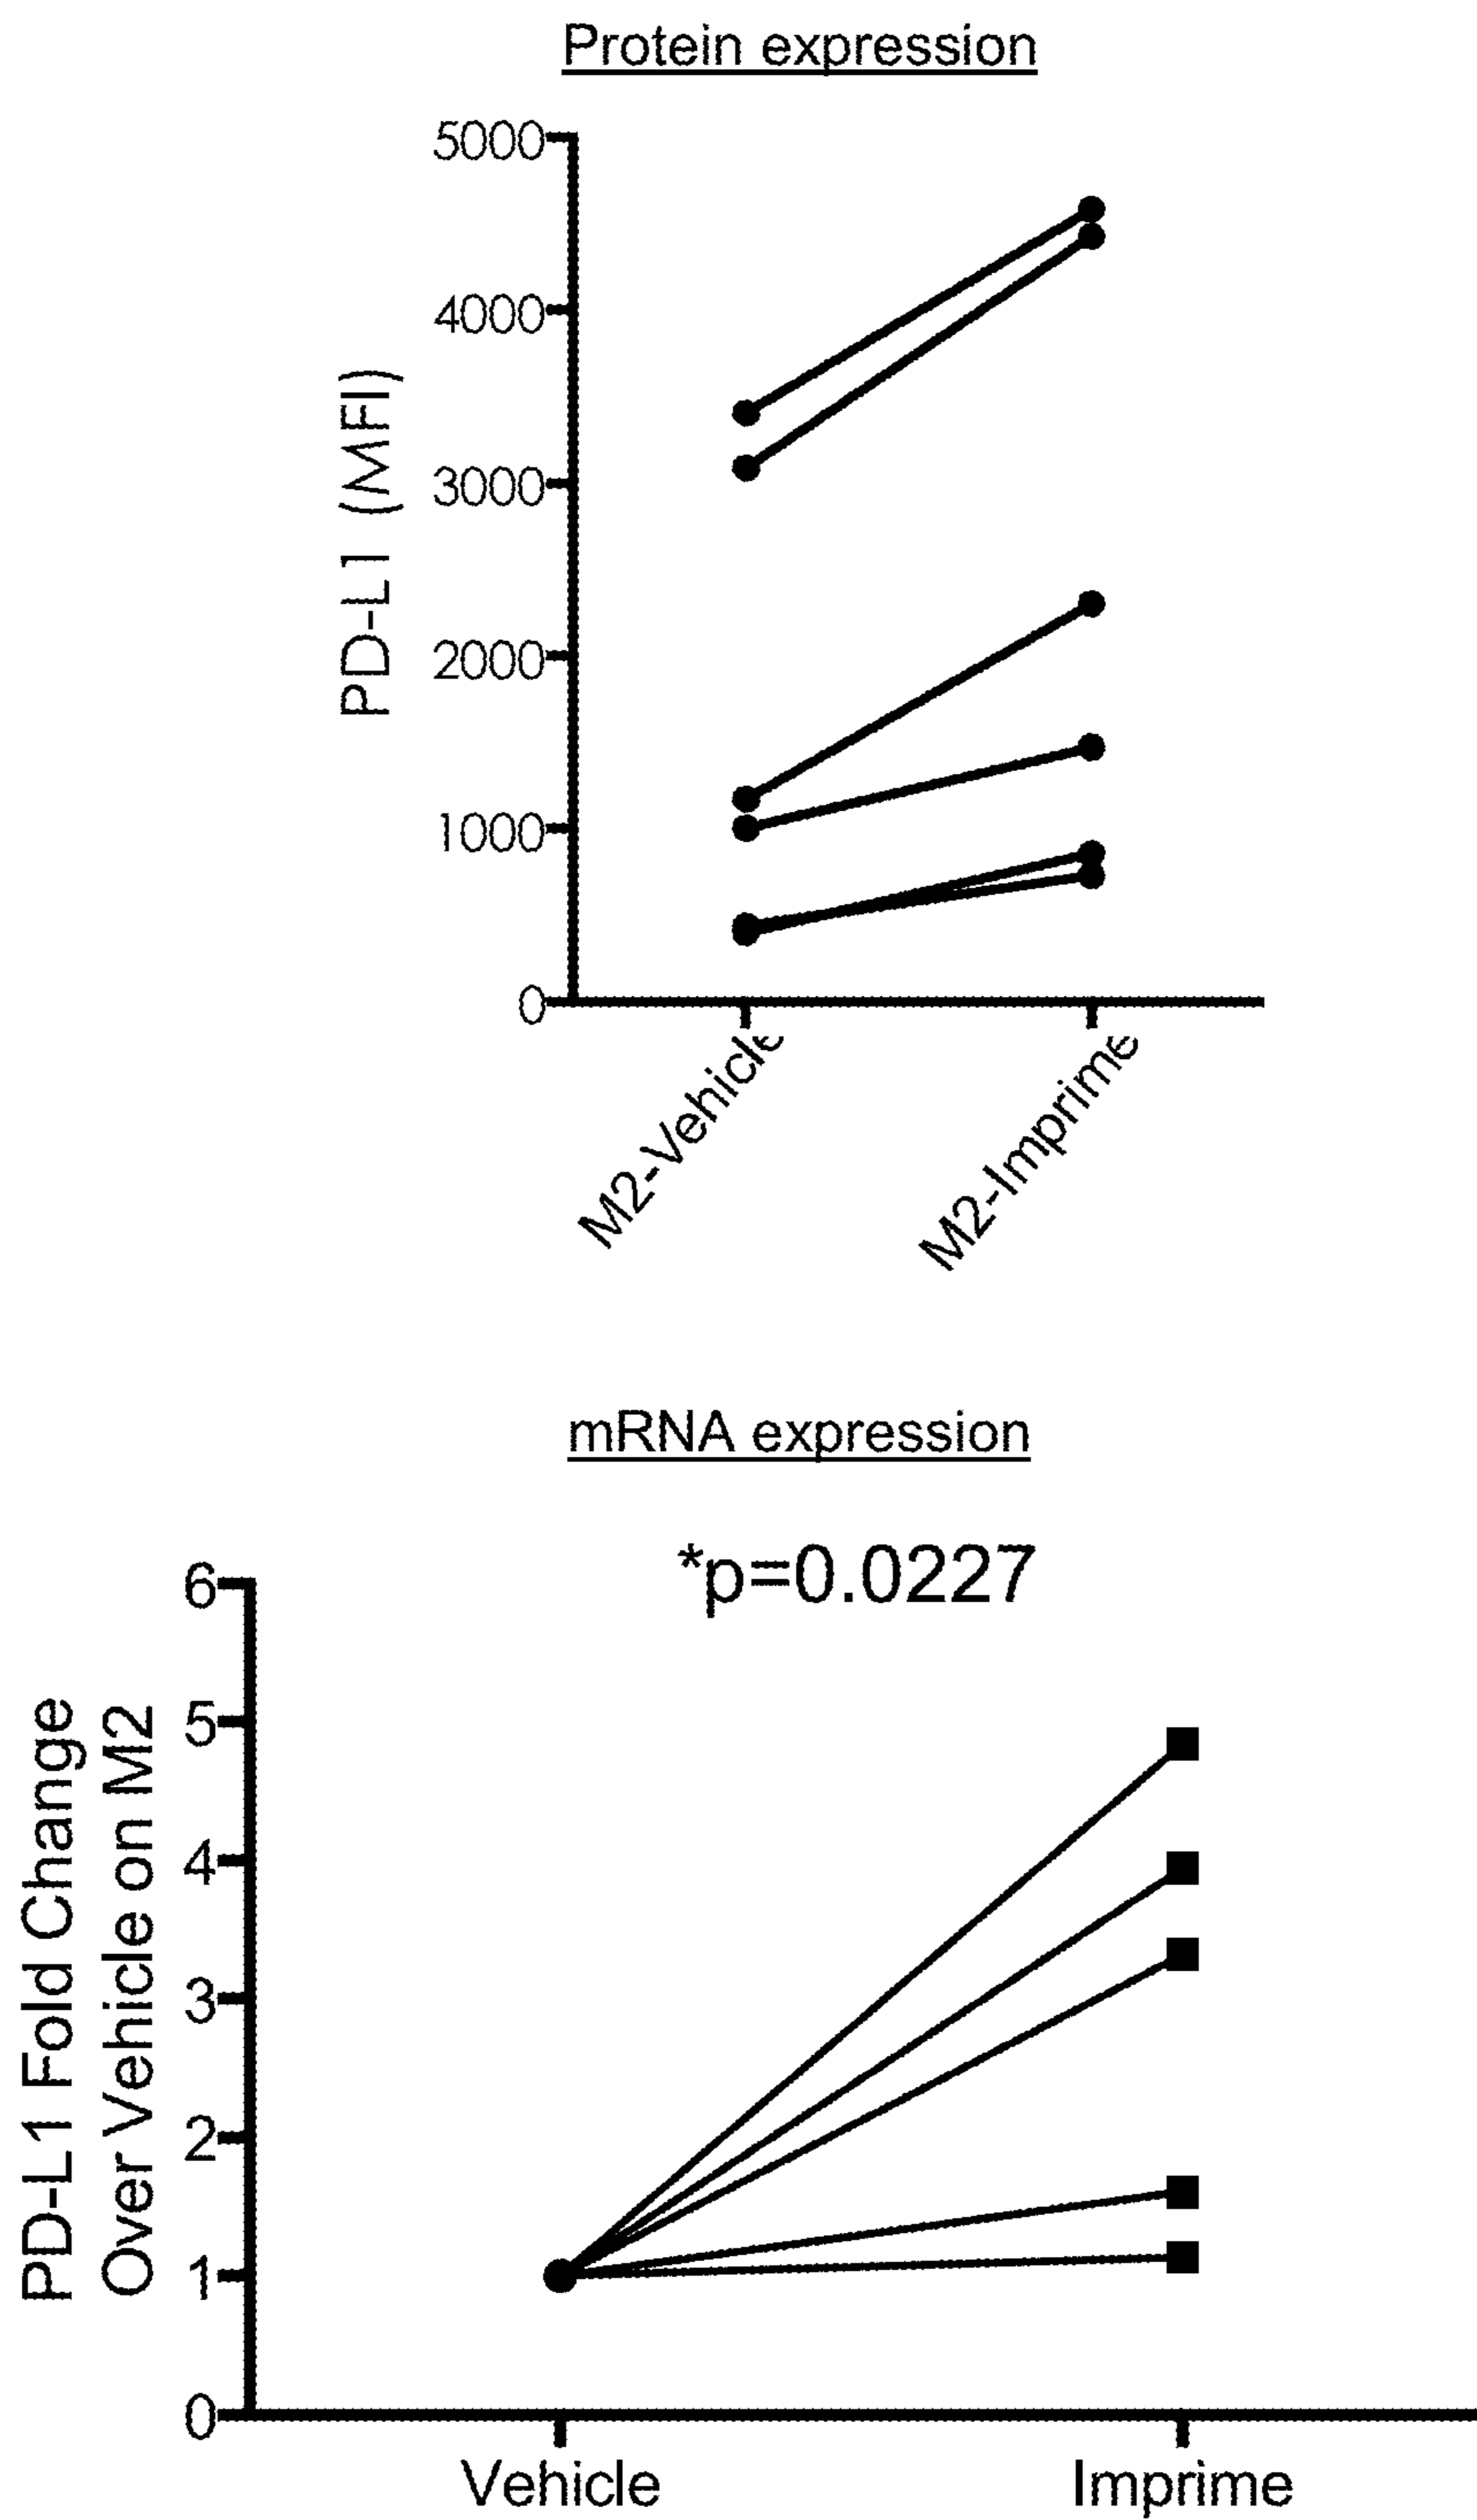 Protein expression
5000
4000
3000
2000
1000
0
PD-L1 (MFI)
M2-Vehicle
M2-Imprime
mRNA expression
*p=0.0227
6
5
4
3
2
1
0
PD-L1 Fold Change
Over Vehicle on M2
Vehicle
Imprime